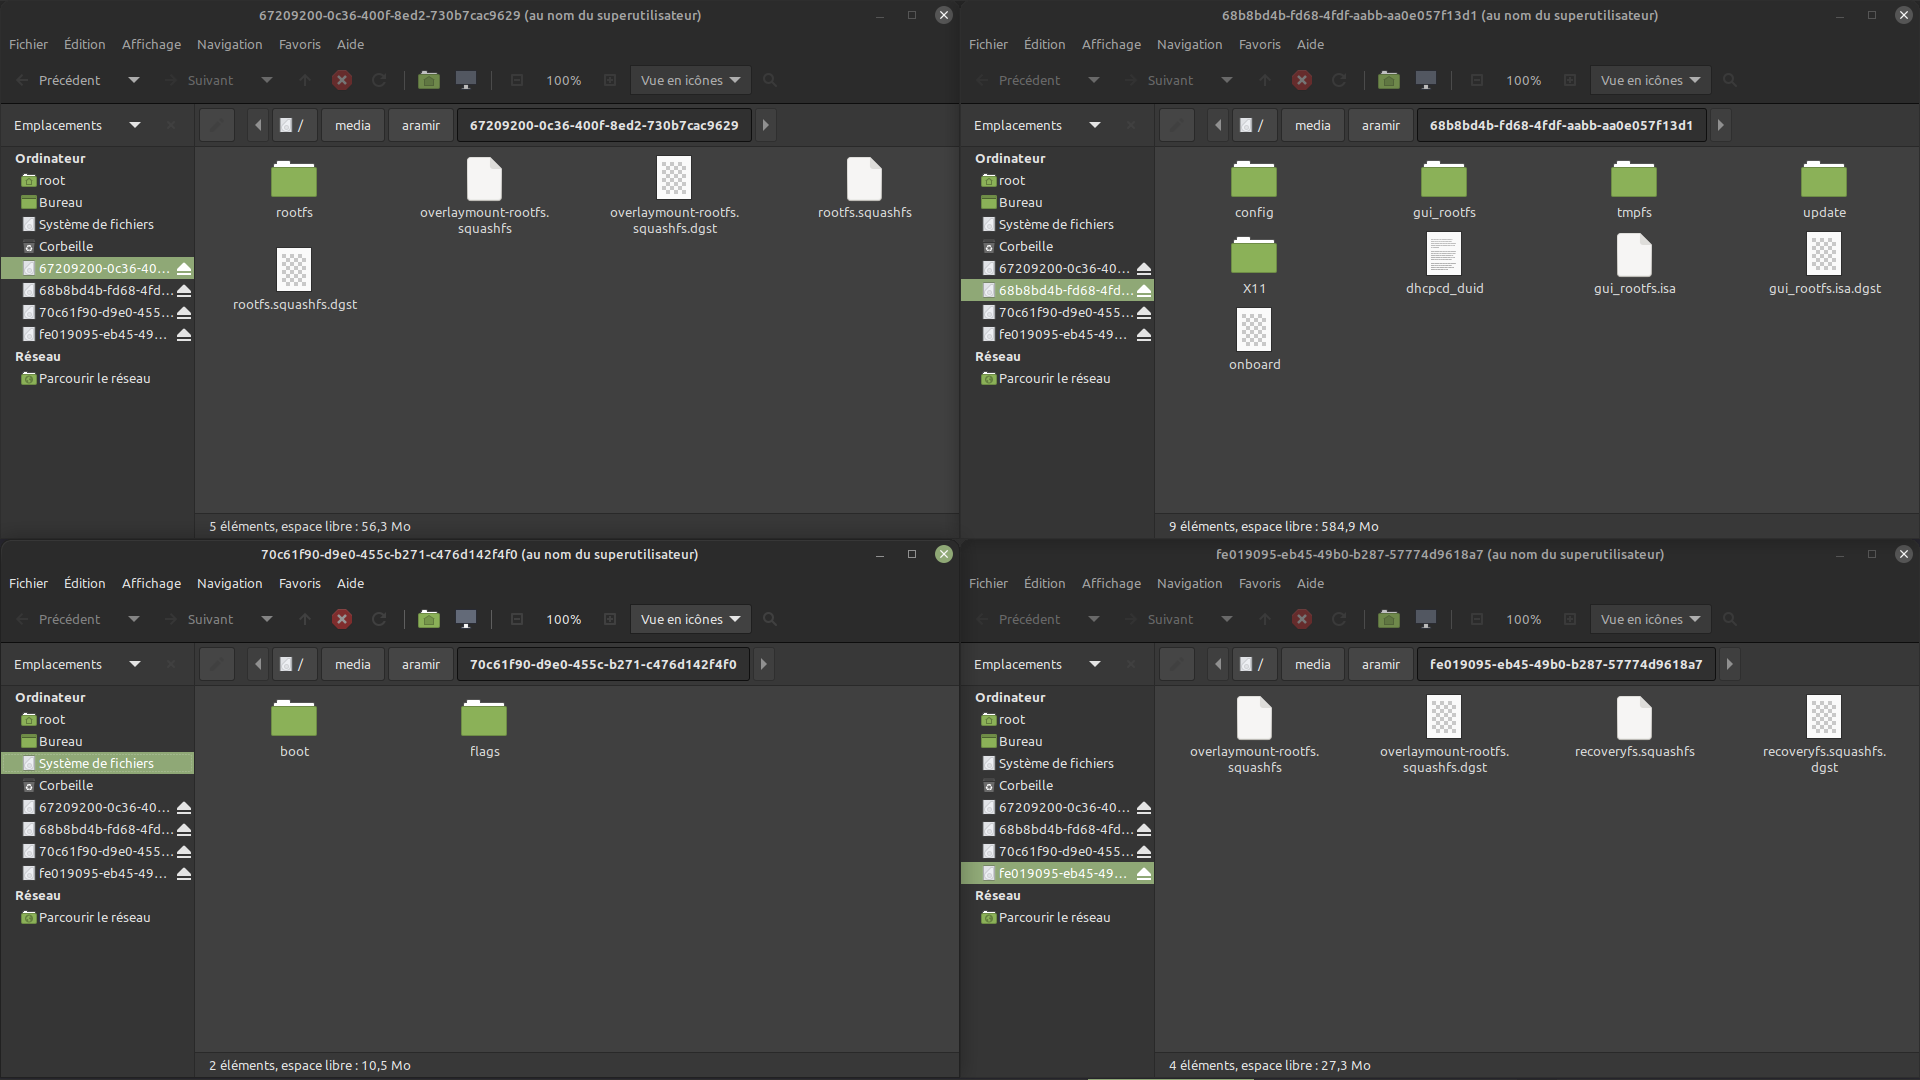 67209200-0c36-400f-8ed2-730b7cac9629 (au nom du superutilisateur)
Fichier Édition Affichage Navigation Favoris Aide
Précédent Suivant 100% Vue en icônes
Emplacements / media aramir 67209200-0c36-400f-8ed2-730b7cac9629
Ordinateur
root
Bureau
Système de fichiers
Corbeille
67209200-0c36-40...
68b8bd4b-fd68-4fd...
70c61f90-d9e0-455...
fe019095-eb45-49...
Réseau
Parcourir le réseau
rootfs
overlaymount-rootfs.
squashfs
overlaymount-rootfs.
squashfs.dgst
rootfs.squashfs
rootfs.squashfs.dgst
5 éléments, espace libre : 56,3 Mo
68b8bd4b-fd68-4fdf-aabb-aa0e057f13d1 (au nom du superutilisateur)
Fichier Édition Affichage Navigation Favoris Aide
Précédent Suivant 100% Vue en icônes
Emplacements / media aramir 68b8bd4b-fd68-4fdf-aabb-aa0e057f13d1
Ordinateur
root
Bureau
Système de fichiers
Corbeille
67209200-0c36-40...
68b8bd4b-fd68-4fd...
70c61f90-d9e0-455...
fe019095-eb45-49...
Réseau
Parcourir le réseau
config
gui_rootfs
tmpfs
update
X11
dhcpcd_duid
gui_rootfs.isa
gui_rootfs.isa.dgst
onboard
9 éléments, espace libre : 584,9 Mo
70c61f90-d9e0-455c-b271-c476d142f4f0 (au nom du superutilisateur)
Fichier Édition Affichage Navigation Favoris Aide
Précédent Suivant 100% Vue en icônes
Emplacements / media aramir 70c61f90-d9e0-455c-b271-c476d142f4f0
Ordinateur
root
Bureau
Système de fichiers
Corbeille
67209200-0c36-40...
68b8bd4b-fd68-4fd...
70c61f90-d9e0-455...
fe019095-eb45-49...
Réseau
Parcourir le réseau
boot
flags
2 éléments, espace libre : 10,5 Mo
fe019095-eb45-49b0-b287-57774d9618a7 (au nom du superutilisateur)
Fichier Édition Affichage Navigation Favoris Aide
Précédent Suivant 100% Vue en icônes
Emplacements / media aramir fe019095-eb45-49b0-b287-57774d9618a7
Ordinateur
root
Bureau
Système de fichiers
Corbeille
67209200-0c36-40...
68b8bd4b-fd68-4fd...
70c61f90-d9e0-455...
fe019095-eb45-49...
Réseau
Parcourir le réseau
overlaymount-rootfs.
squashfs
overlaymount-rootfs.
squashfs.dgst
recoveryfs.squashfs
recoveryfs.squashfs.
dgst
4 éléments, espace libre : 27,3 Mo